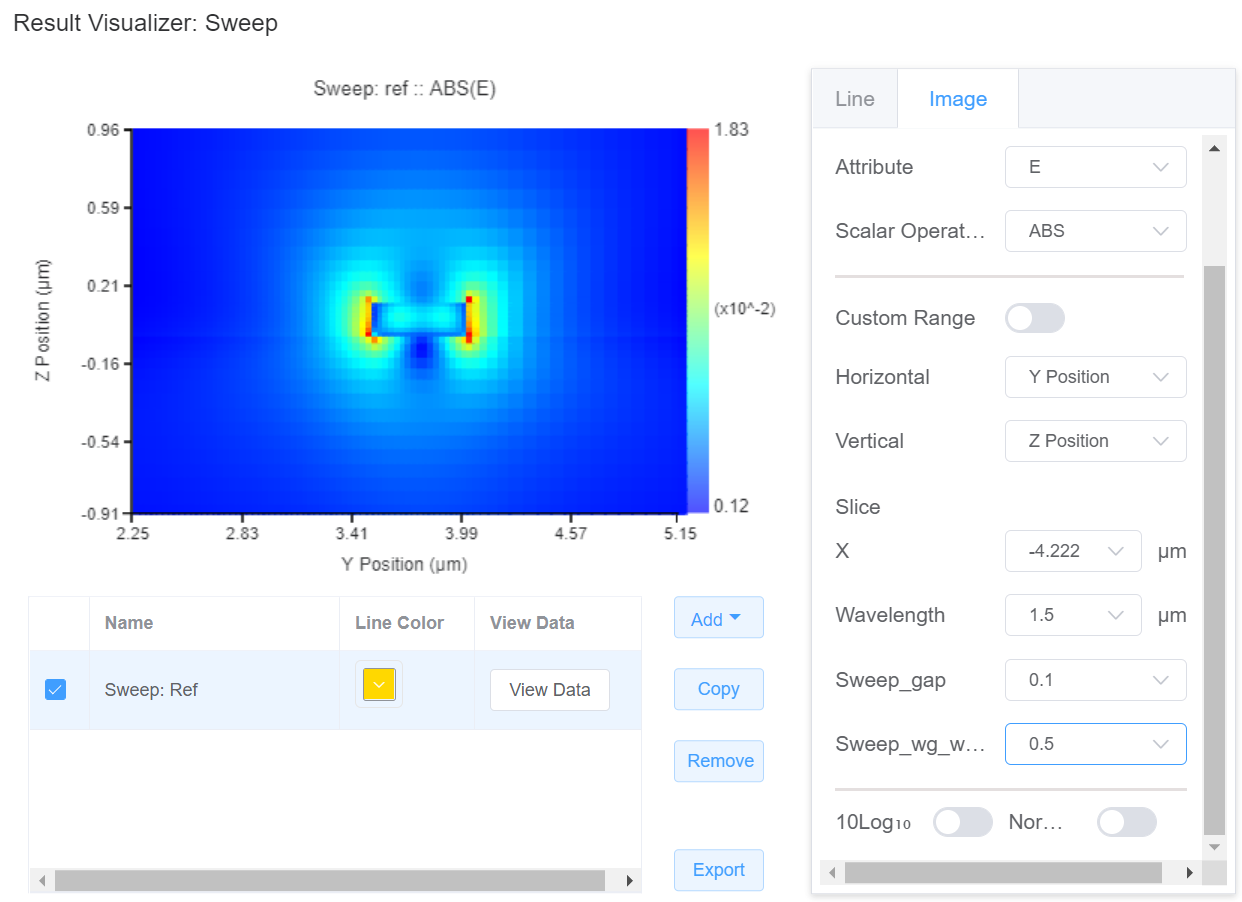 Result Visualizer: Sweep
Sweep: ref :: ABS(E)
0.96
0.59
0.21
-0.16
-0.54
-0.91
Z Position (μm)
2.25 2.83 3.41 3.99 4.57 5.15
Y Position (μm)
1.83
(x10^-2)
0.12
Name Line Color View Data
Sweep: Ref View Data
Add
Copy
Remove
Export
Line Image
Attribute E
Scalar Operat... ABS
Custom Range
Horizontal Y Position
Vertical Z Position
Slice
X -4.222 μm
Wavelength 1.5 μm
Sweep_gap 0.1
Sweep_wg_w... 0.5
10Log₁₀ Nor...